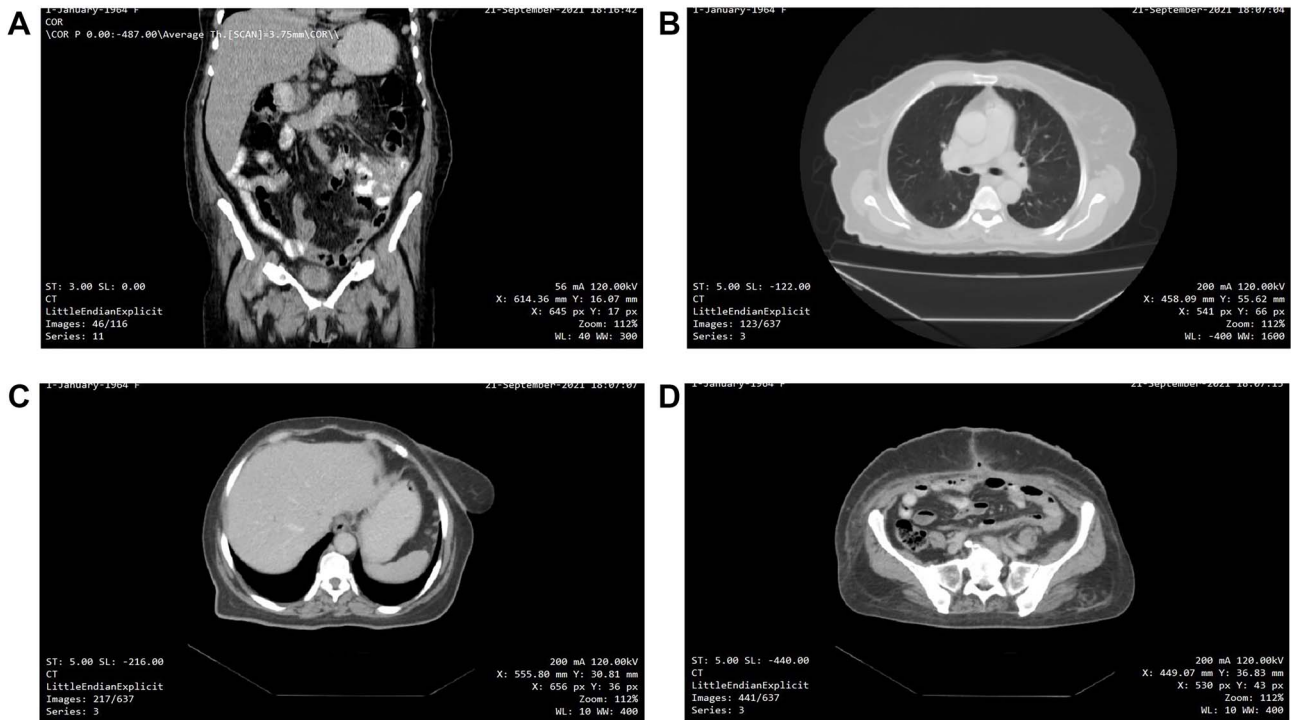 A
1-January-1964 F
21-September-2021 18:16:42
COR
\COR P 0.00:-487.00\Average Th.[SCAN]=3.75mm\COR\\
ST: 3.00 SL: 0.00
CT
LittleEndianExplicit
Images: 46/116
Series: 11
56 mA 120.00kV
X: 614.36 mm Y: 16.07 mm
X: 645 px Y: 17 px
Zoom: 112%
WL: 40 WW: 300
B
1-January-1964 F
21-September-2021 18:07:04
ST: 5.00 SL: -122.00
CT
LittleEndianExplicit
Images: 123/637
Series: 3
200 mA 120.00kV
X: 458.09 mm Y: 55.62 mm
X: 541 px Y: 66 px
Zoom: 112%
WL: -400 WW: 1600
C
1-January-1964 F
21-September-2021 18:07:07
ST: 5.00 SL: -216.00
CT
LittleEndianExplicit
Images: 217/637
Series: 3
200 mA 120.00kV
X: 555.80 mm Y: 30.81 mm
X: 656 px Y: 36 px
Zoom: 112%
WL: 10 WW: 400
D
1-January-1964 F
21-September-2021 18:07:15
ST: 5.00 SL: -440.00
CT
LittleEndianExplicit
Images: 441/637
Series: 3
200 mA 120.00kV
X: 449.07 mm Y: 36.83 mm
X: 530 px Y: 43 px
Zoom: 112%
WL: 10 WW: 400